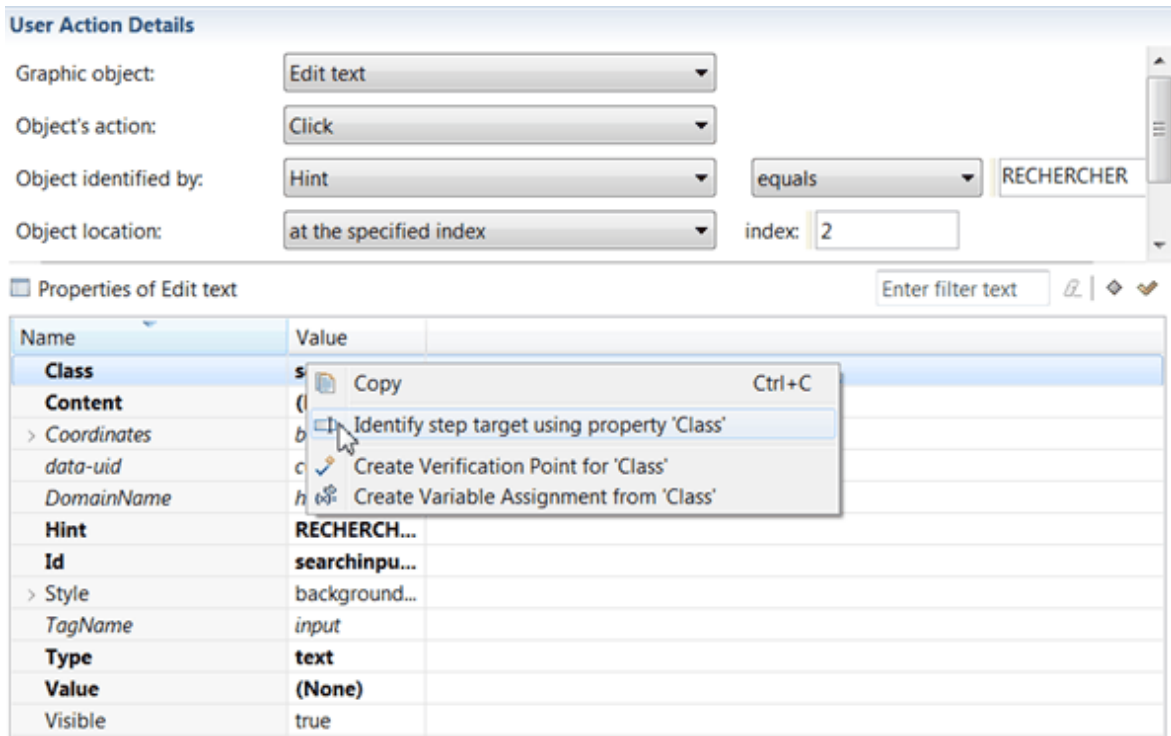 User Action Details
Graphic object: Edit text
Object's action: Click
Object identified by: Hint equals RECHERCHER
Object location: at the specified index index: 2
Properties of Edit text Enter filter text
Name Value
Class s
Copy Ctrl+C
Content (
Identify step target using property 'Class'
> Coordinates b
data-uid c
Create Verification Point for 'Class'
DomainName h
Create Variable Assignment from 'Class'
Hint RECHERCH...
Id searchinpu...
> Style background...
TagName input
Type text
Value (None)
Visible true